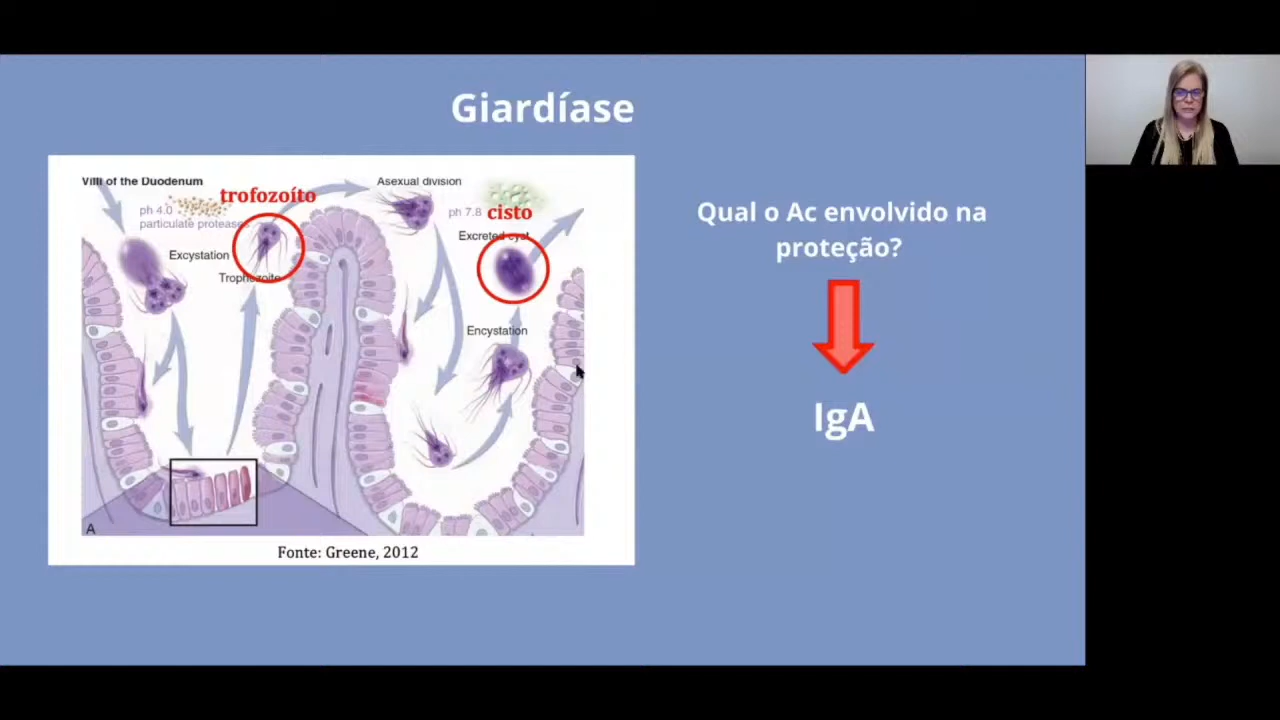 Giardíase
Villi of the Duodenum
trofozoíto
Asexual division
ph 4.0
particulate proteases
ph 7.8
cisto
Excreted cyst
Excystation
Trophozoite
Encystation
A
Fonte: Greene, 2012
Qual o Ac envolvido na
proteção?
IgA